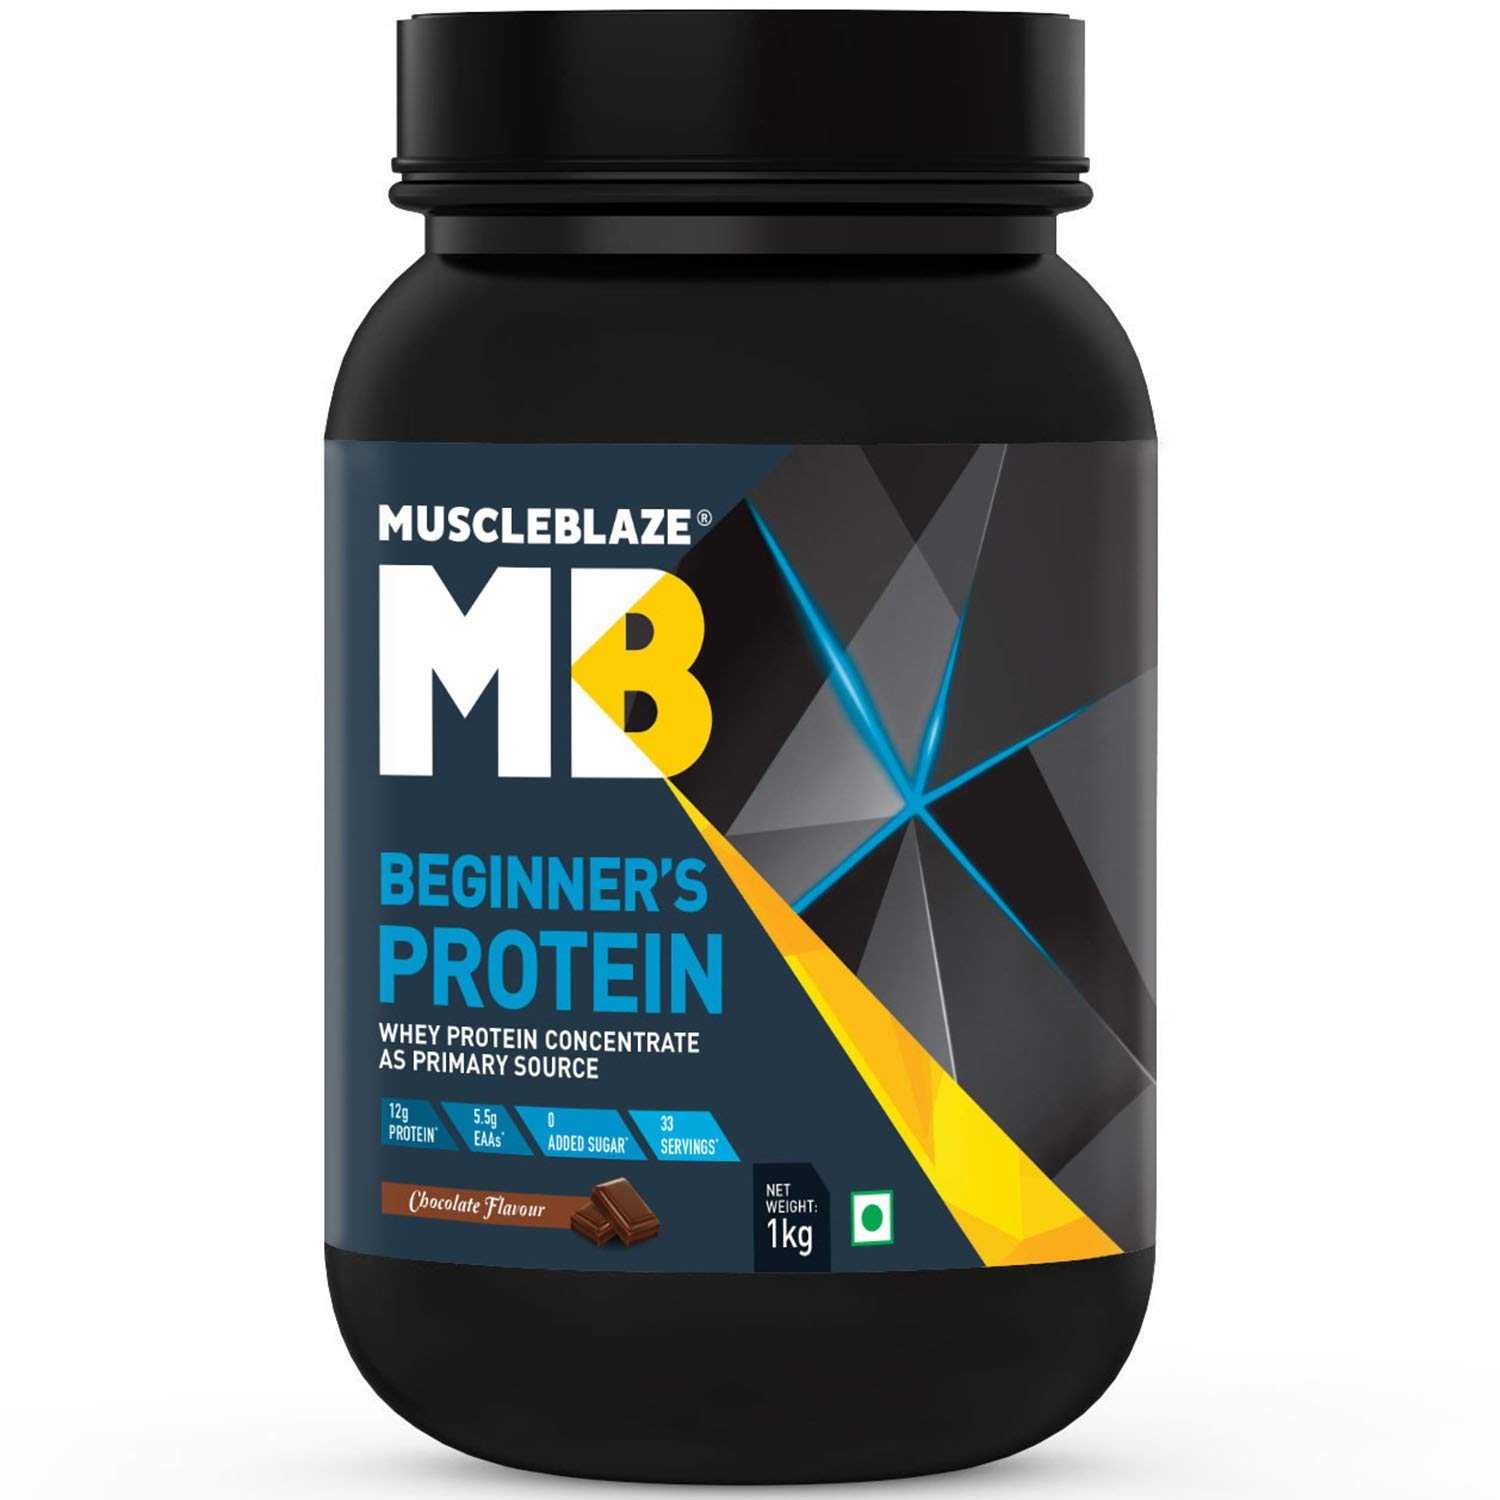 MUSCLEBLAZE®
MB
BEGINNER'S
PROTEIN
WHEY PROTEIN CONCENTRATE
AS PRIMARY SOURCE
12g
PROTEIN*
5.5g
EAAs*
0
ADDED SUGAR*
33
SERVINGS*
Chocolate Flavour
NET
WEIGHT:
1kg